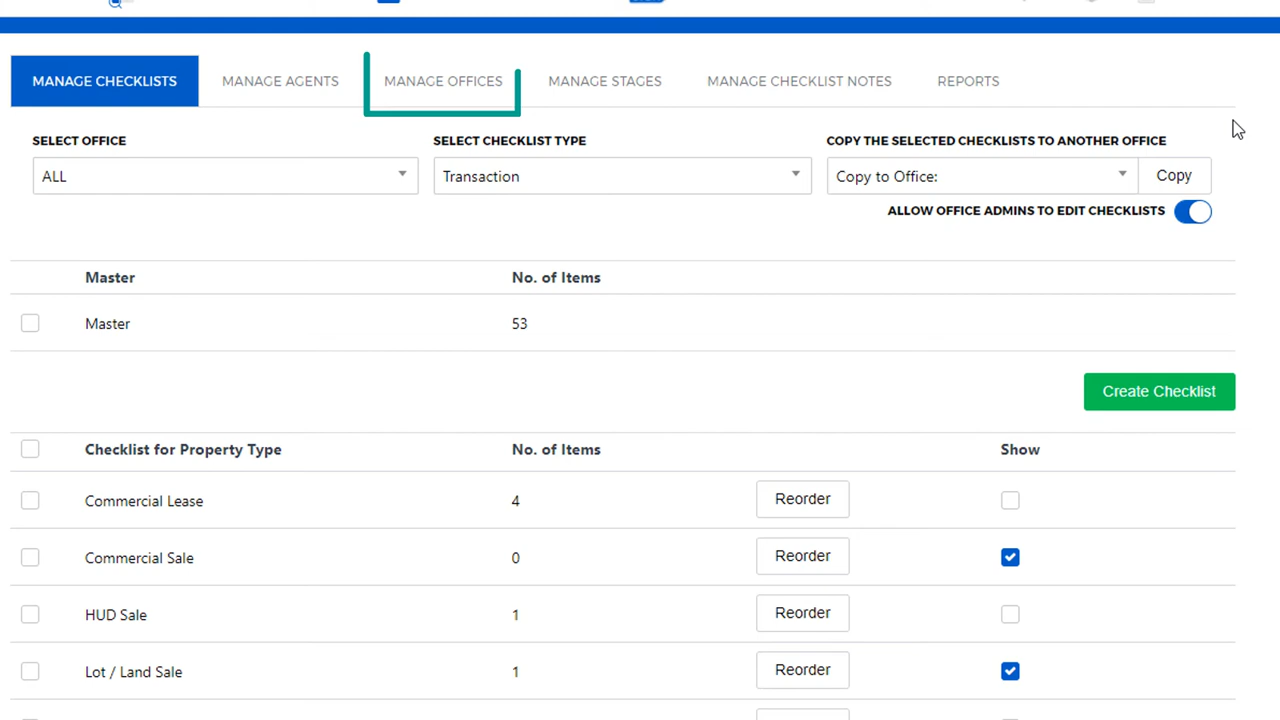 MANAGE CHECKLISTS MANAGE AGENTS MANAGE OFFICES MANAGE STAGES MANAGE CHECKLIST NOTES REPORTS
SELECT OFFICE SELECT CHECKLIST TYPE COPY THE SELECTED CHECKLISTS TO ANOTHER OFFICE
ALL Transaction Copy to Office: Copy
ALLOW OFFICE ADMINS TO EDIT CHECKLISTS
Master No. of Items
Master 53
Create Checklist
Checklist for Property Type No. of Items Show
Commercial Lease 4 Reorder
Commercial Sale 0 Reorder
HUD Sale 1 Reorder
Lot / Land Sale 1 Reorder